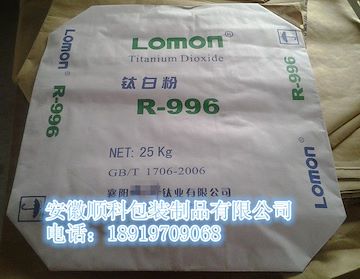 LOMON®
Titanium Dioxide
钛白粉
R-996
NET: 25 Kg
GB/T 1706-2006
襄阳 钛业有限公司
安徽顺科包装制品有限公司
电话：18919709068
LOMON
R-996
LOMON
R-996